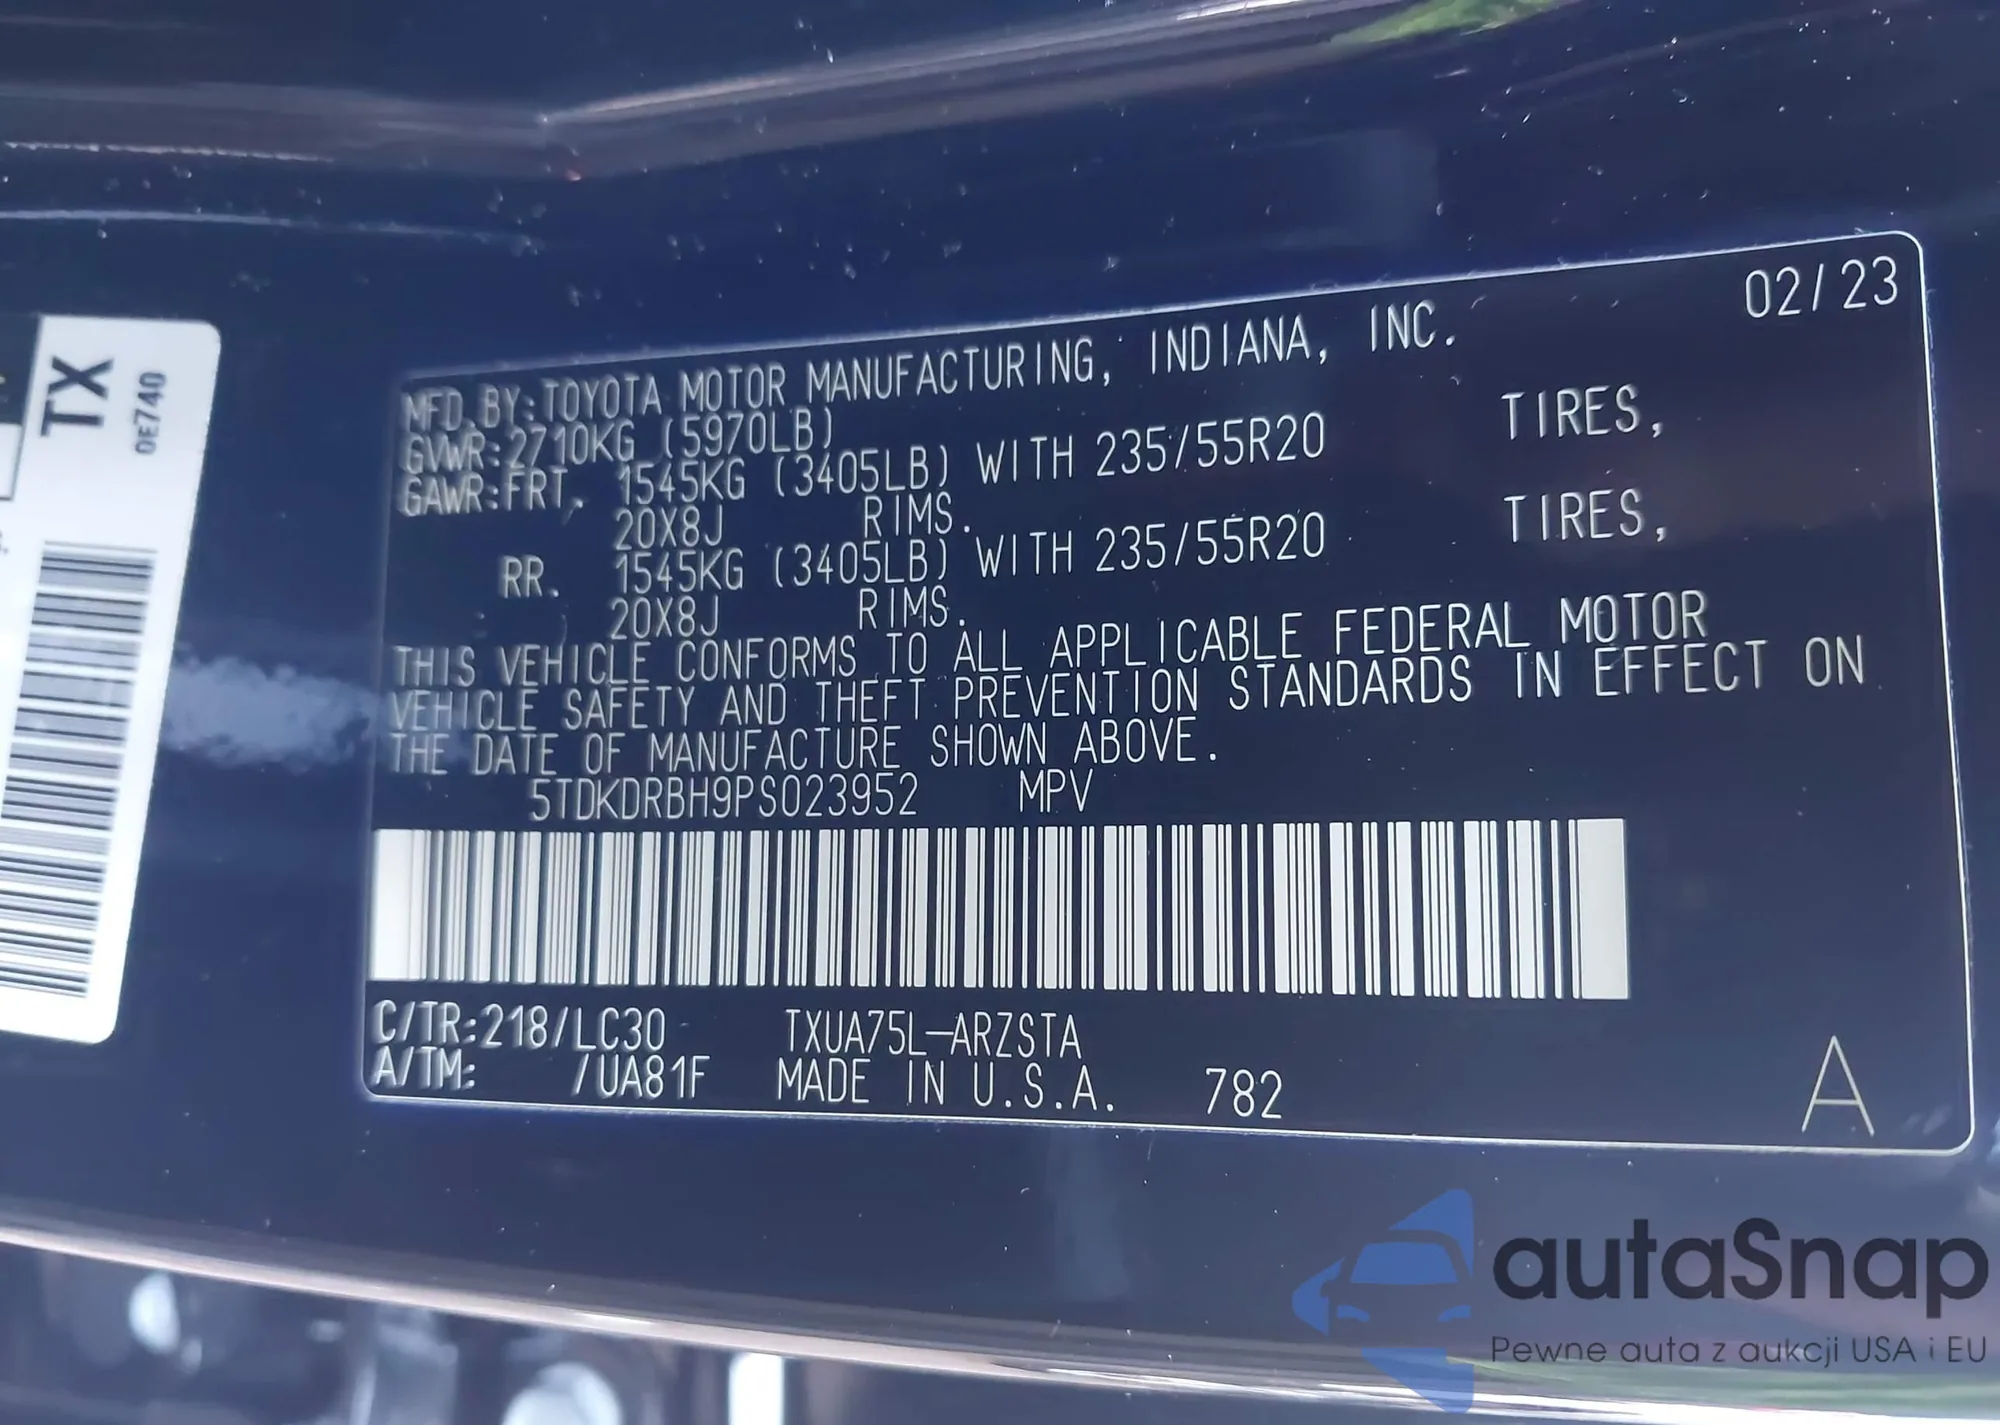 TX
0E740
02/23
MFD.BY:TOYOTA MOTOR MANUFACTURING, INDIANA, INC.
GVWR:2710KG (5970LB)
GAWR:FRT. 1545KG (3405LB) WITH 235/55R20 TIRES,
20X8J RIMS.
RR. 1545KG (3405LB) WITH 235/55R20 TIRES,
20X8J RIMS.
THIS VEHICLE CONFORMS TO ALL APPLICABLE FEDERAL MOTOR
VEHICLE SAFETY AND THEFT PREVENTION STANDARDS IN EFFECT ON
THE DATE OF MANUFACTURE SHOWN ABOVE.
5TDKDRBH9PS023952 MPV
C/TR:218/LC30 TXUA75L-ARZSTA
A/TM: /UA81F MADE IN U.S.A. 782
A
autaSnap
Pewne auta z aukcji USA i EU